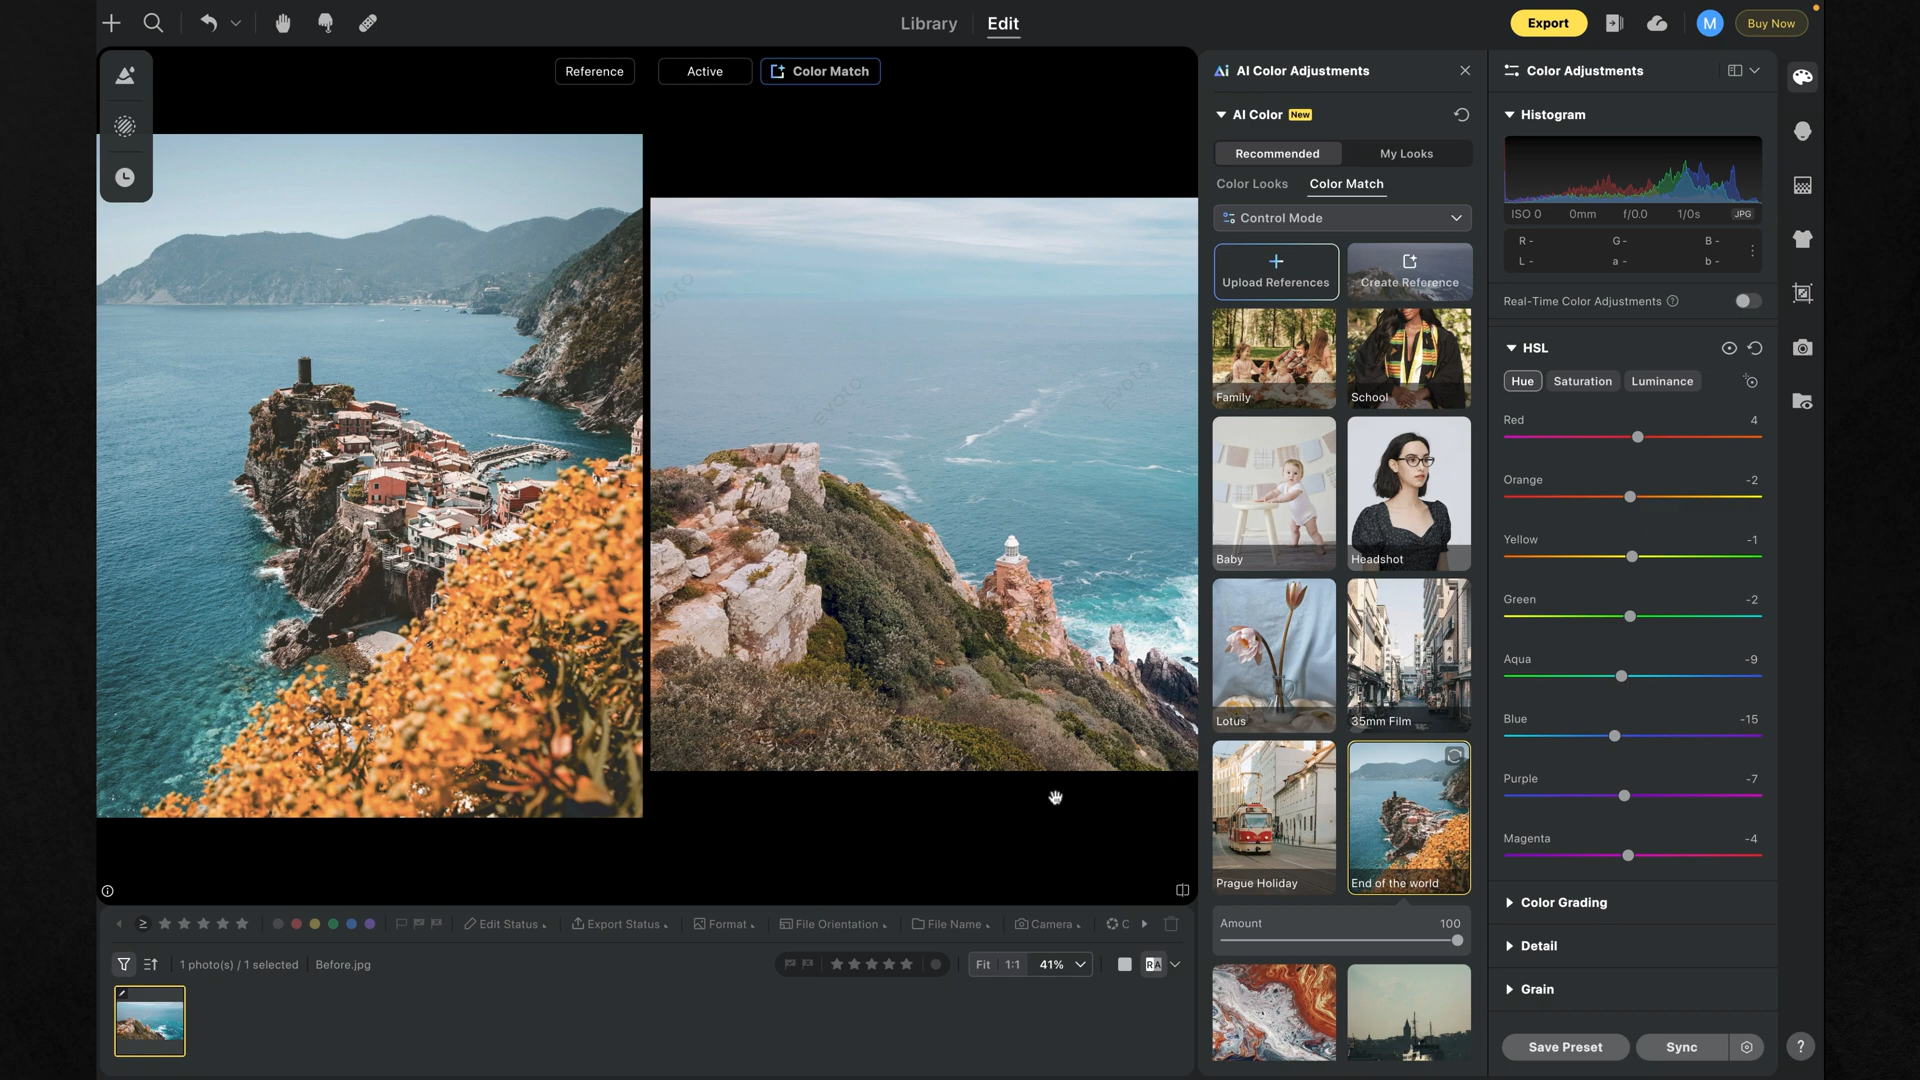 Library
Edit
Export
M
Buy Now
Reference
Active
Color Match
evoto
evoto
evoto
Edit Status
Export Status
Format
File Orientation
File Name
Camera
C
1 photo(s) / 1 selected
Before.jpg
Fit
1:1
41%
RA
Ai AI Color Adjustments
AI Color New
Recommended
My Looks
Color Looks
Color Match
Control Mode
Upload References
Create Reference
Family
School
Baby
Headshot
Lotus
35mm Film
Prague Holiday
End of the world
Amount 100
Color Adjustments
Histogram
ISO 0 0mm f/0.0 1/0s JPG
R - G - B -
L - a - b -
Real-Time Color Adjustments ?
HSL
Hue Saturation Luminance
Red 4
Orange -2
Yellow -1
Green -2
Aqua -9
Blue -15
Purple -7
Magenta -4
Color Grading
Detail
Grain
Save Preset
Sync
?